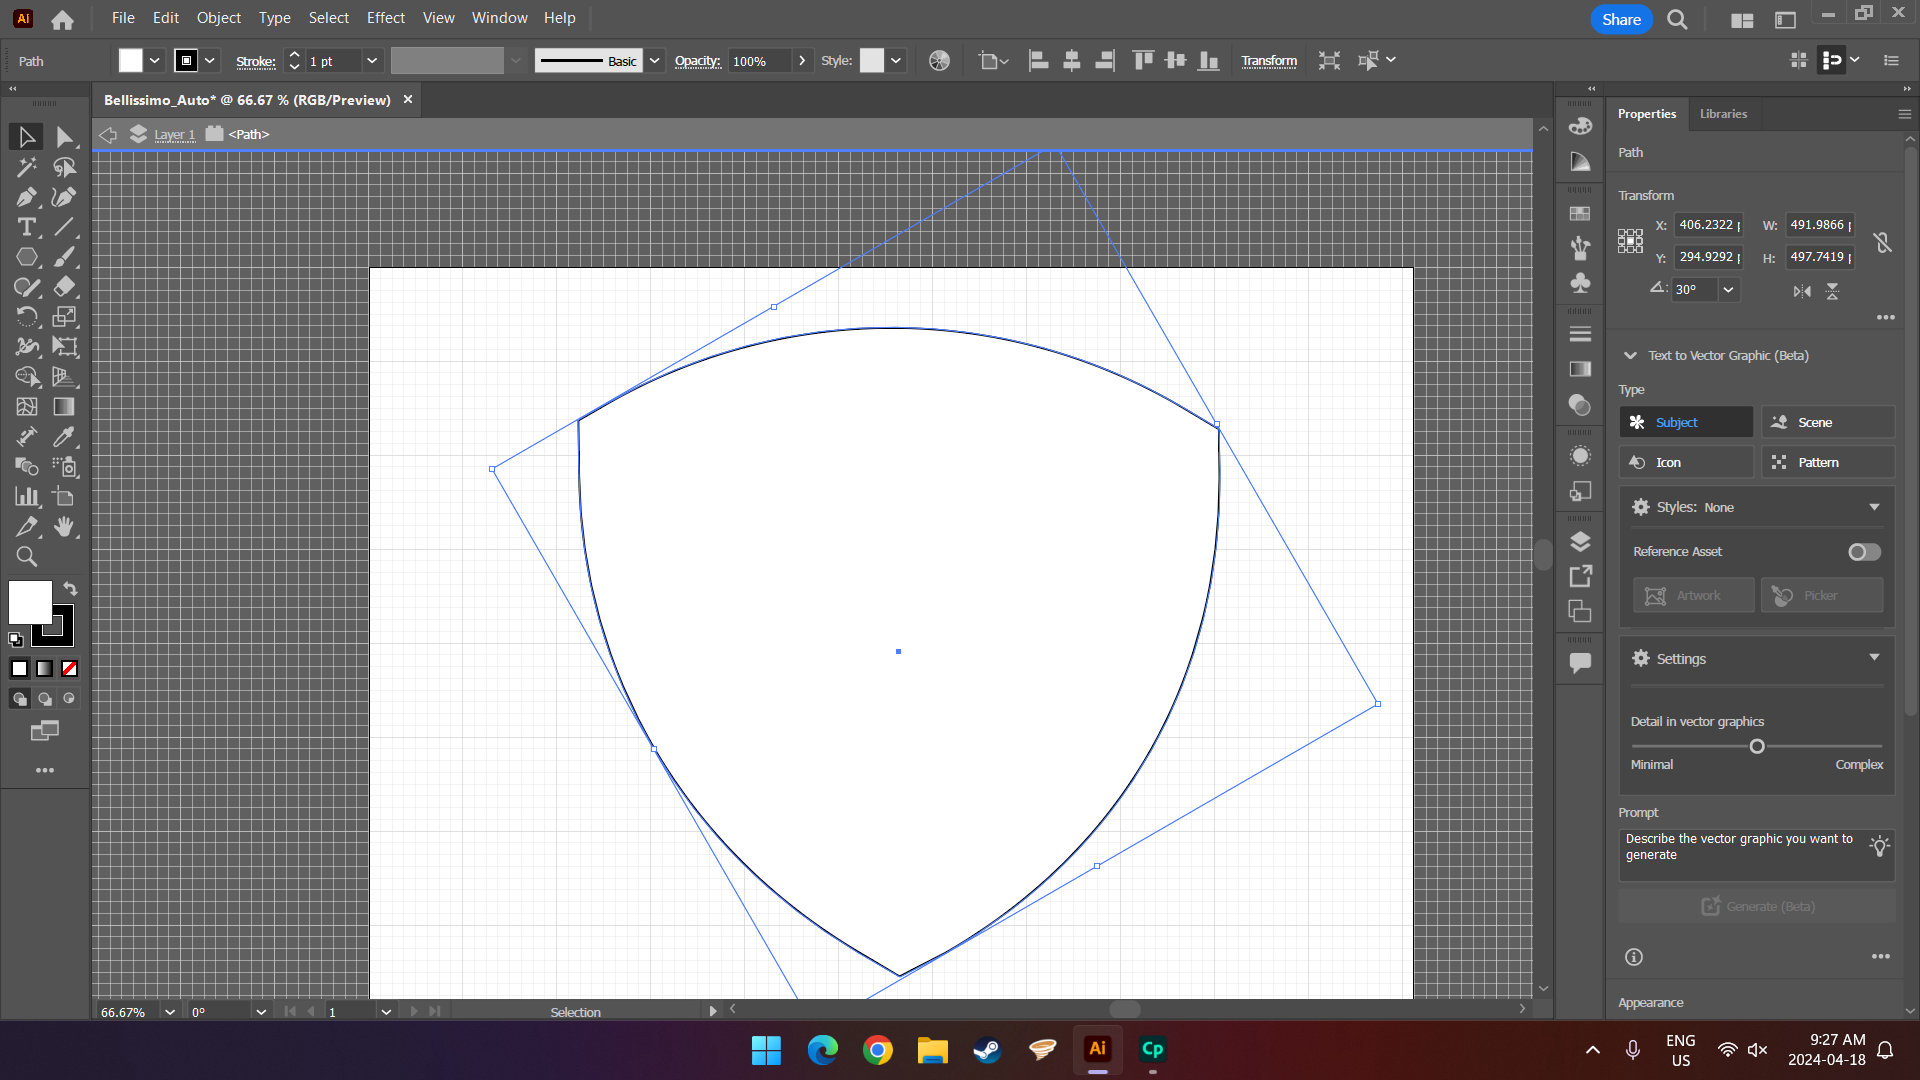 Ai File Edit Object Type Select Effect View Window Help Share
Path Stroke: 1 pt Basic Opacity: 100% Style: Transform
Bellissimo_Auto* @ 66.67 % (RGB/Preview) ×
Layer 1 <Path>
Properties Libraries
Path
Transform
X: 406.2322 p W: 491.9866 p
Y: 294.9292 p H: 497.7419 p
30°
Text to Vector Graphic (Beta)
Type
Subject Scene
Icon Pattern
Styles: None
Reference Asset
Artwork Picker
Settings
Detail in vector graphics
Minimal Complex
Prompt
Describe the vector graphic you want to
generate
Generate (Beta)
Appearance
66.67% 0° 1 Selection
Ai Cp
ENG
US
9:27 AM
2024-04-18